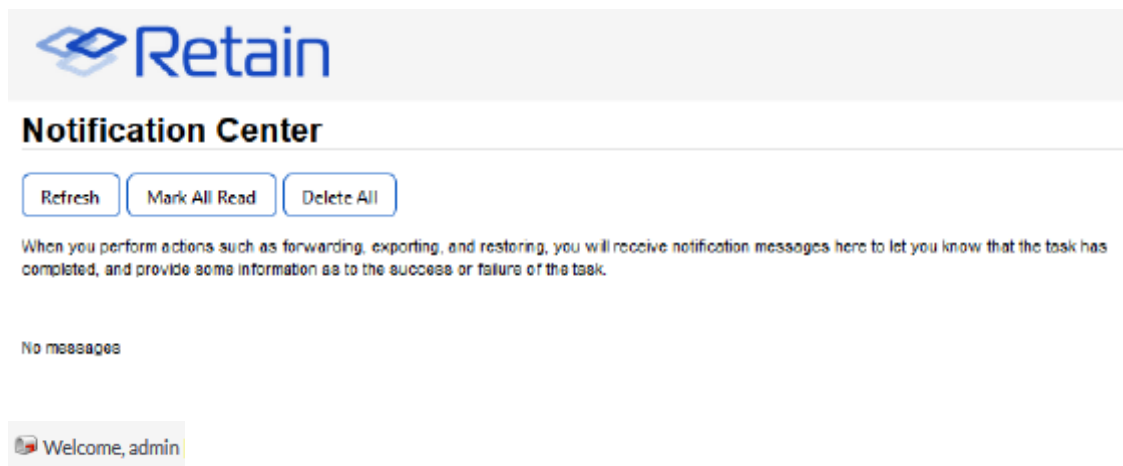 Retain
Notification Center
Refresh Mark All Read Delete All
When you perform actions such as forwarding, exporting, and restoring, you will receive notification messages here to let you know that the task has
completed, and provide some information as to the success or failure of the task.
No messages
Welcome, admin